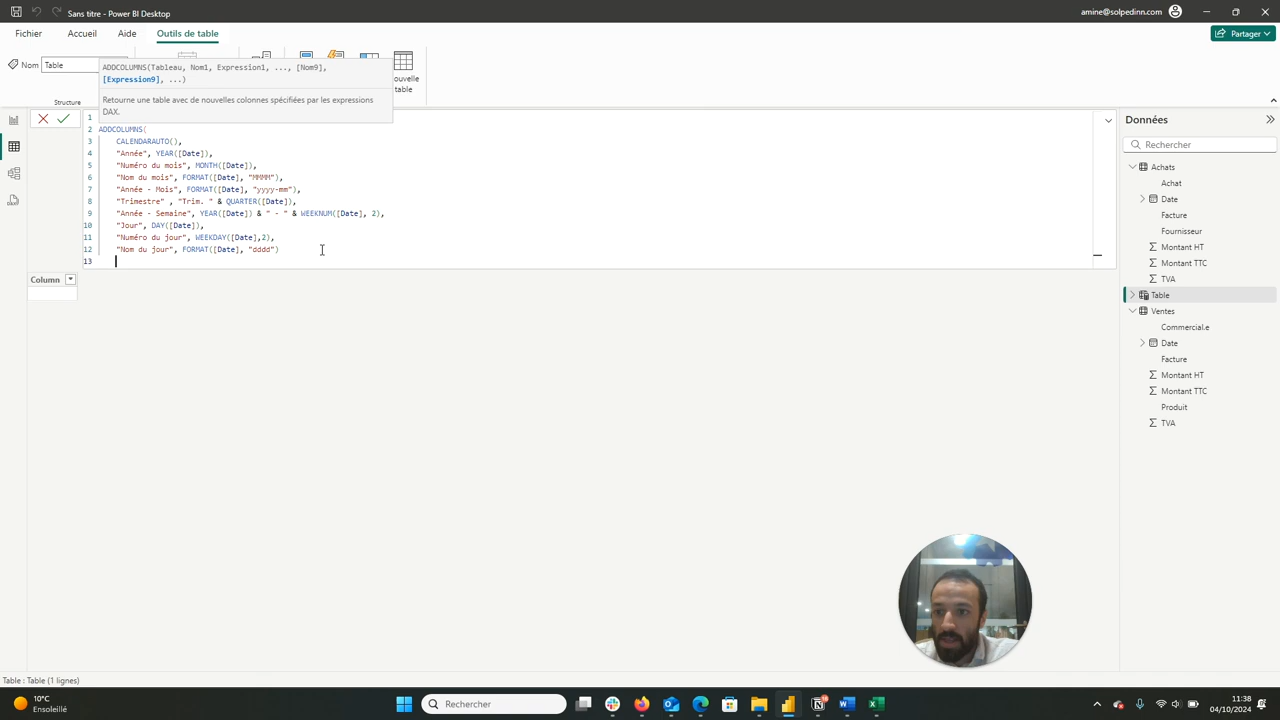 Sans titre — Power BI Desktop
amine@solpedinn.com
Fichier
Accueil
Aide
Outils de table
Partager
Nom
Table
ADDCOLUMNS(Tableau, Nom1, Expression1, ..., [Nom9],
[Expression9], ...)
Retourne une table avec de nouvelles colonnes spécifiées par les expressions
DAX.
ouvelle
table
Structure
1
2 ADDCOLUMNS(
3 CALENDARAUTO(),
4 "Année", YEAR([Date]),
5 "Numéro du mois", MONTH([Date]),
6 "Nom du mois", FORMAT([Date], "MMMM"),
7 "Année - Mois", FORMAT([Date], "yyyy-mm"),
8 "Trimestre" , "Trim. " & QUARTER([Date]),
9 "Année - Semaine", YEAR([Date]) & " - " & WEEKNUM([Date], 2),
10 "Jour", DAY([Date]),
11 "Numéro du jour", WEEKDAY([Date],2),
12 "Nom du jour", FORMAT([Date], "dddd")
13
Column
Données
Rechercher
Achats
Achat
Date
Facture
Fournisseur
Montant HT
Montant TTC
TVA
Table
Ventes
Commercial.e
Date
Facture
Montant HT
Montant TTC
Produit
TVA
Table : Table (1 lignes)
10°C
Ensoleillé
Rechercher
11:38
04/10/2024